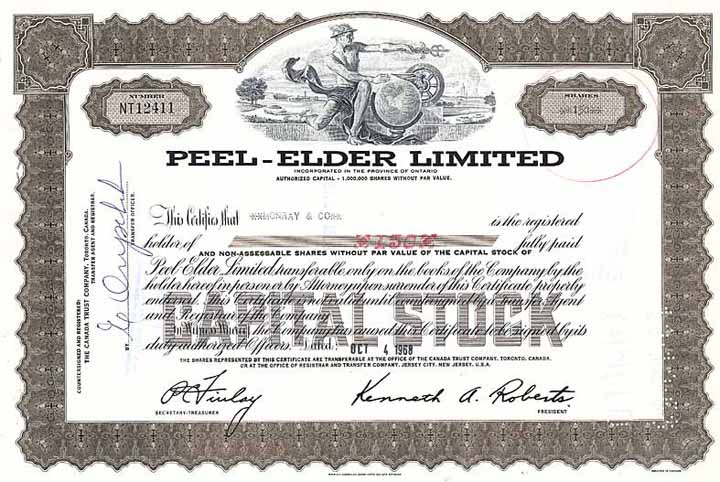 NUMBER
NT12411
SHARES
PEEL-ELDER LIMITED
INCORPORATED IN THE PROVINCE OF ONTARIO
AUTHORIZED CAPITAL - 1,000,000 SHARES WITHOUT PAR VALUE.
This Certifies that & is the registered
holder of *150* fully paid
AND NON-ASSESSABLE SHARES WITHOUT PAR VALUE OF THE CAPITAL STOCK OF
Peel-Elder Limited transferable only on the books of the Company by the
holder hereof in person or by Attorney upon surrender of this Certificate properly
endorsed. This Certificate is not valid until countersigned by the Transfer Agent
and Registrar of the Company.
CAPITAL STOCK
In Witness Whereof the Company has caused this Certificate to be signed by its
duly authorized Officers. Dated: OCT 4 1968
THE SHARES REPRESENTED BY THIS CERTIFICATE ARE TRANSFERABLE AT THE OFFICE OF THE CANADA TRUST COMPANY, TORONTO, CANADA.
OR AT THE OFFICE OF REGISTRAR AND TRANSFER COMPANY, JERSEY CITY, NEW JERSEY, U.S.A.
Kenneth A. Roberts
SECRETARY-TREASURER
PRESIDENT
COUNTERSIGNED AND REGISTERED:
THE CANADA TRUST COMPANY, TORONTO, CANADA.
TRANSFER AGENT AND REGISTRAR.
BY
TRANSFER OFFICER.